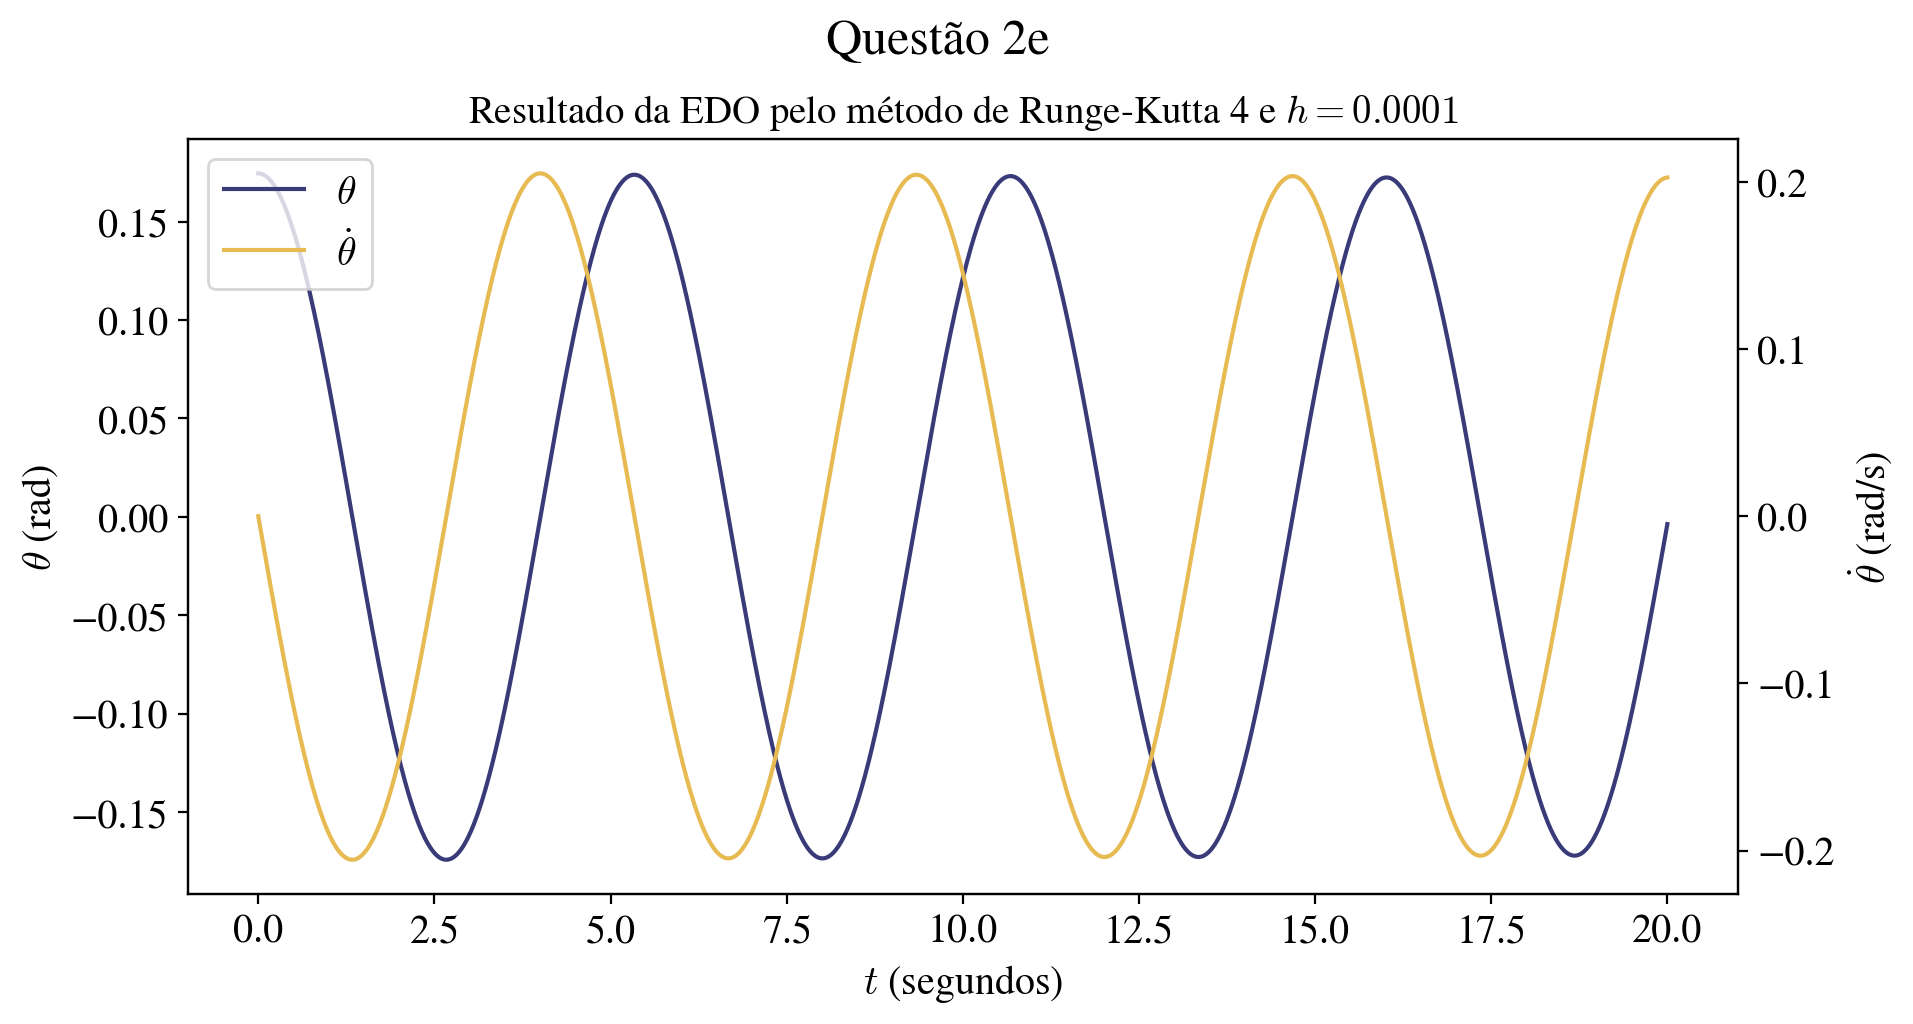 Questão 2e
Resultado da EDO pelo método de Runge-Kutta 4 e h = 0.0001
θ
θ̇
0.15
0.10
0.05
0.00
−0.05
−0.10
−0.15
θ (rad)
0.2
0.1
0.0
−0.1
−0.2
θ̇ (rad/s)
0.0 2.5 5.0 7.5 10.0 12.5 15.0 17.5 20.0
t (segundos)